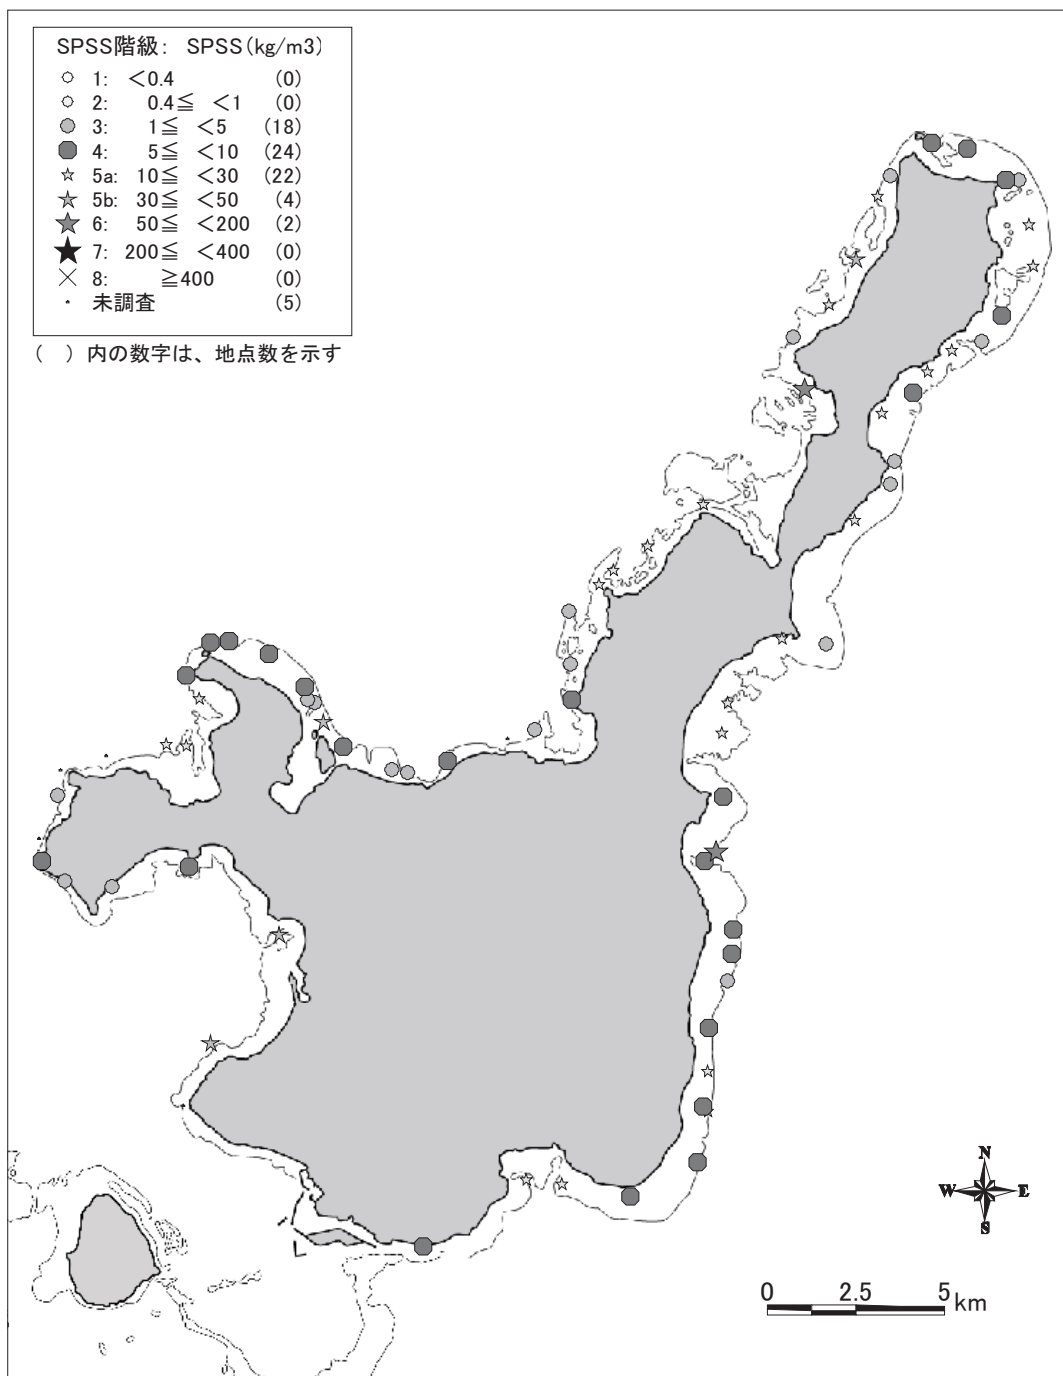 SPSS階級： SPSS(kg/m3)
1: ＜0.4 (0)
2: 0.4≦ ＜1 (0)
3: 1≦ ＜5 (18)
4: 5≦ ＜10 (24)
5a: 10≦ ＜30 (22)
5b: 30≦ ＜50 (4)
6: 50≦ ＜200 (2)
7: 200≦ ＜400 (0)
8: ≧400 (0)
未調査 (5)
（ ）内の数字は、地点数を示す
N
W E
S
0 2.5 5
km